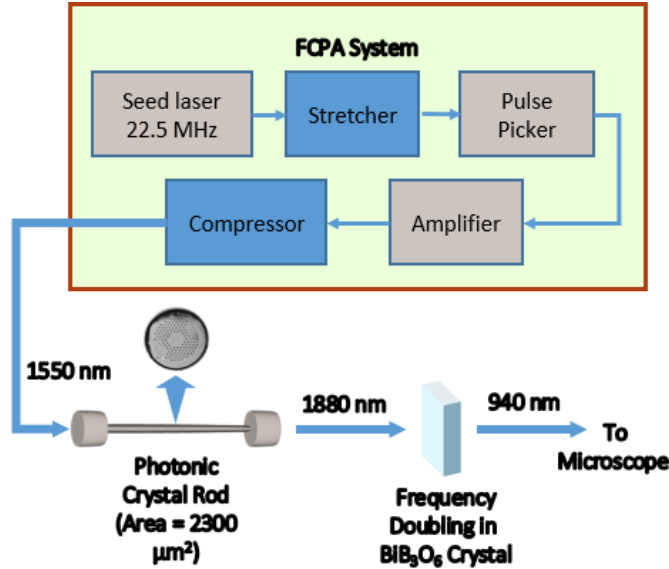 FCPA System
Seed laser
22.5 MHz
Stretcher
Pulse
Picker
Compressor
Amplifier
1550 nm
1880 nm
940 nm
To
Microscope
Photonic
Crystal Rod
(Area = 2300
µm²)
Frequency
Doubling in
BiB₃O₆ Crystal